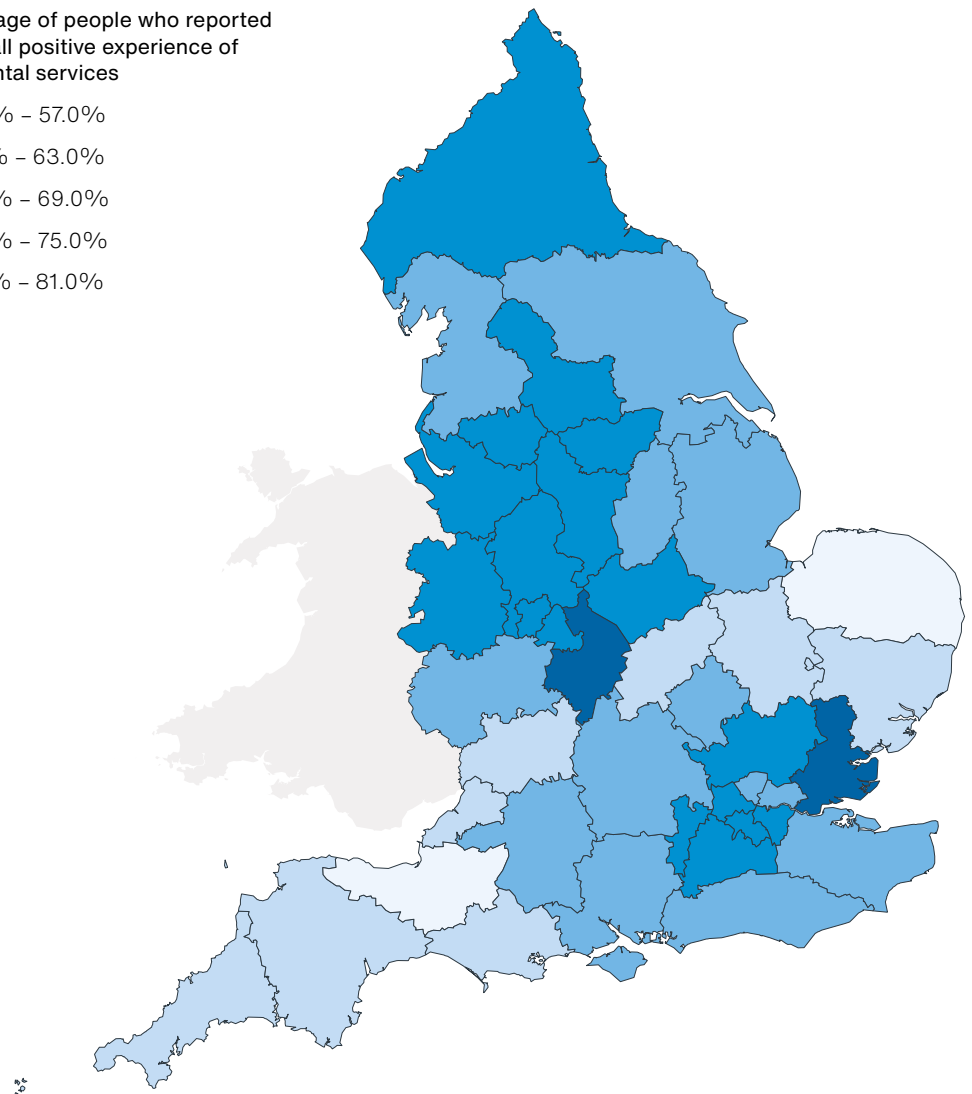 age of people who reported
all positive experience of
ntal services
% – 57.0%
% – 63.0%
% – 69.0%
% – 75.0%
% – 81.0%